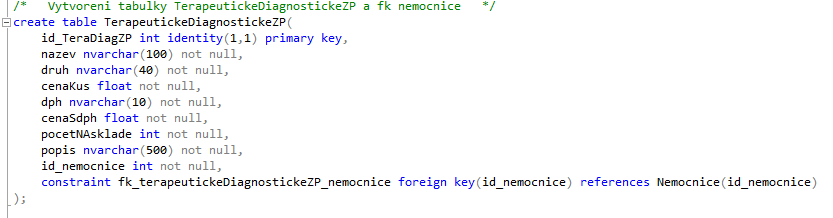 /*   Vytvoreni tabulky TerapeutickeDiagnostickeZP a fk nemocnice   */
create table TerapeutickeDiagnostickeZP(
    id_TeraDiagZP int identity(1,1) primary key,
    nazev nvarchar(100) not null,
    druh nvarchar(40) not null,
    cenaKus float not null,
    dph nvarchar(10) not null,
    cenaSdph float not null,
    pocetNAsklade int not null,
    popis nvarchar(500) not null,
    id_nemocnice int not null,
    constraint fk_terapeutickeDiagnostickeZP_nemocnice foreign key(id_nemocnice) references Nemocnice(id_nemocnice)
);